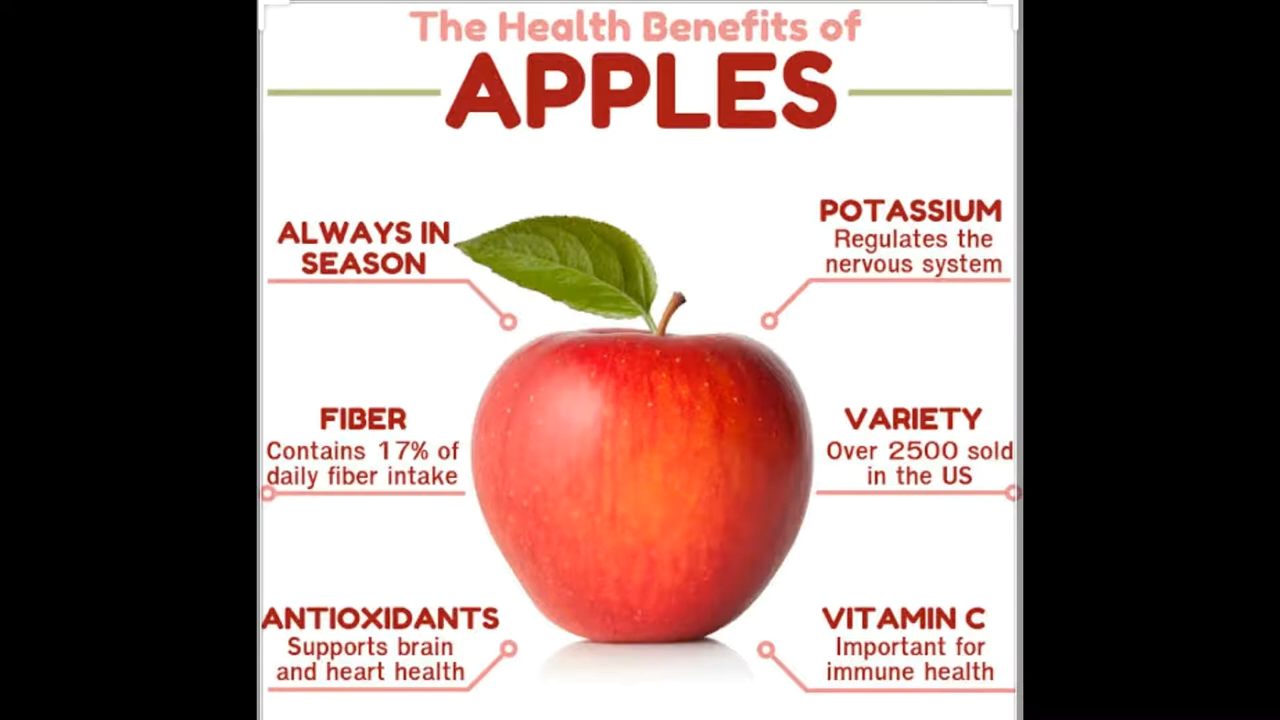 The Health Benefits of
APPLES
ALWAYS IN
SEASON
POTASSIUM
Regulates the
nervous system
FIBER
Contains 17% of
daily fiber intake
VARIETY
Over 2500 sold
in the US
ANTIOXIDANTS
Supports brain
and heart health
VITAMIN C
Important for
immune health